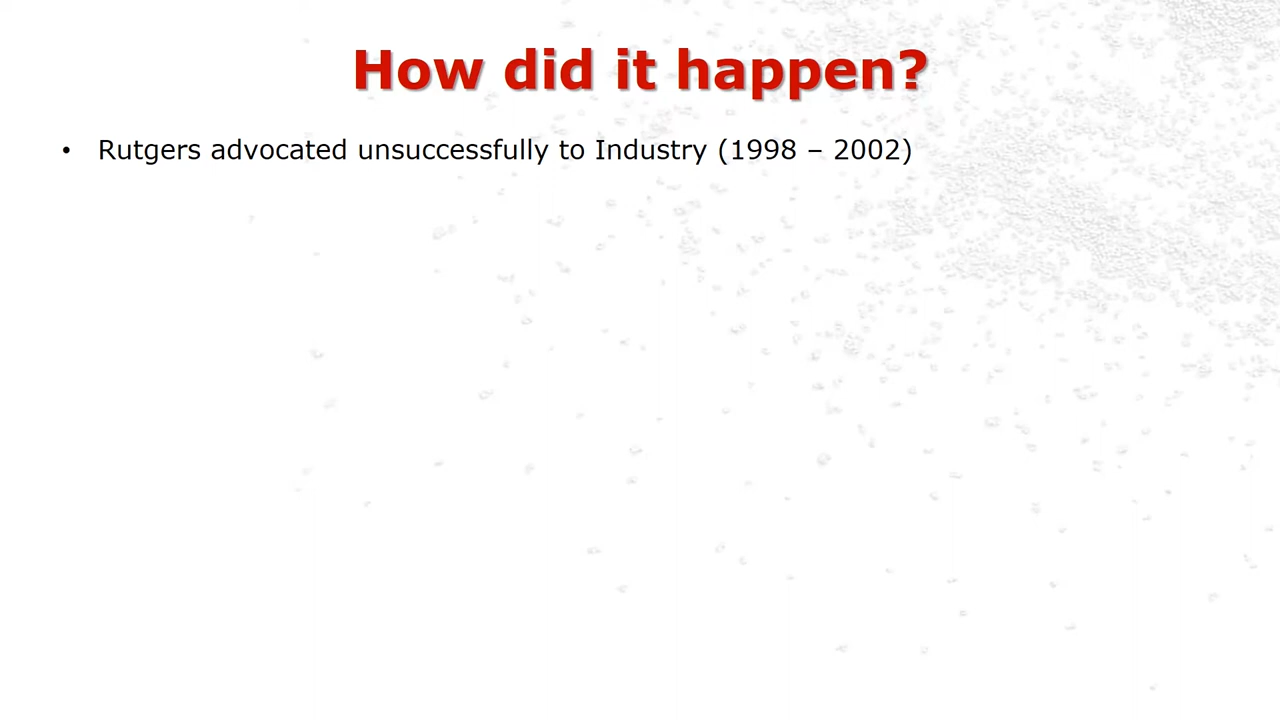 How did it happen?
• Rutgers advocated unsuccessfully to Industry (1998 – 2002)